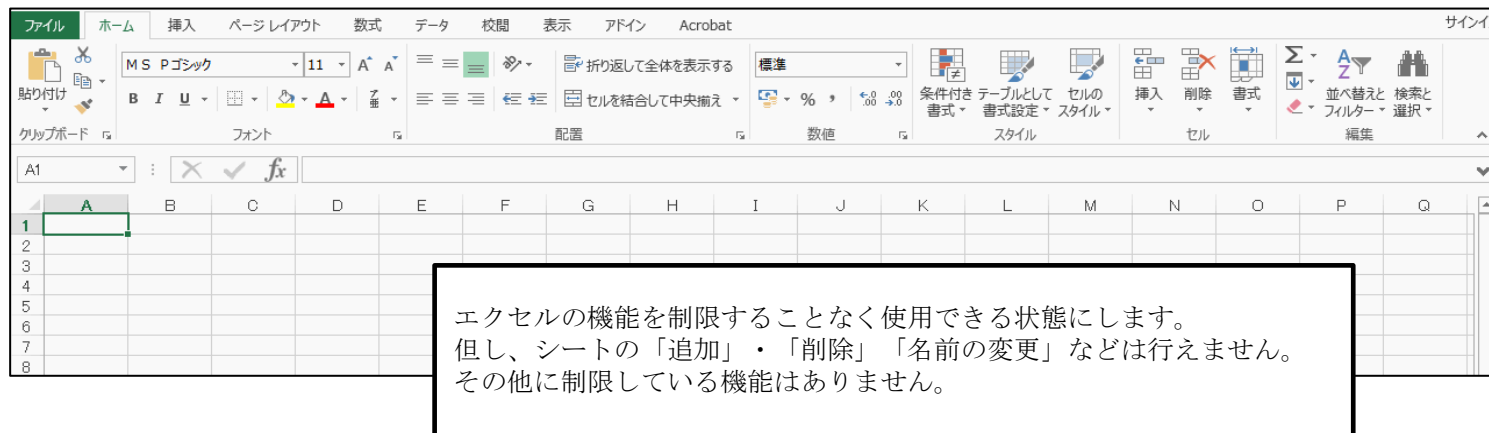 ファイル ホーム 挿入 ページ レイアウト 数式 データ 校閲 表示 アドイン Acrobat サインイ
MS Pゴシック 11 A A 折り返して全体を表示する 標準 Σ
貼り付け B I U A セルを結合して中央揃え % , 条件付き書式 テーブルとして書式設定 セルのスタイル 挿入 削除 書式 並べ替えとフィルター 検索と選択
クリップボード フォント 配置 数値 スタイル セル 編集
A1 fx
A B C D E F G H I J K L M N O P Q
1
2
3
4
5
6
7
8
エクセルの機能を制限することなく使用できる状態にします。
但し、シートの「追加」・「削除」「名前の変更」などは行えません。
その他に制限している機能はありません。